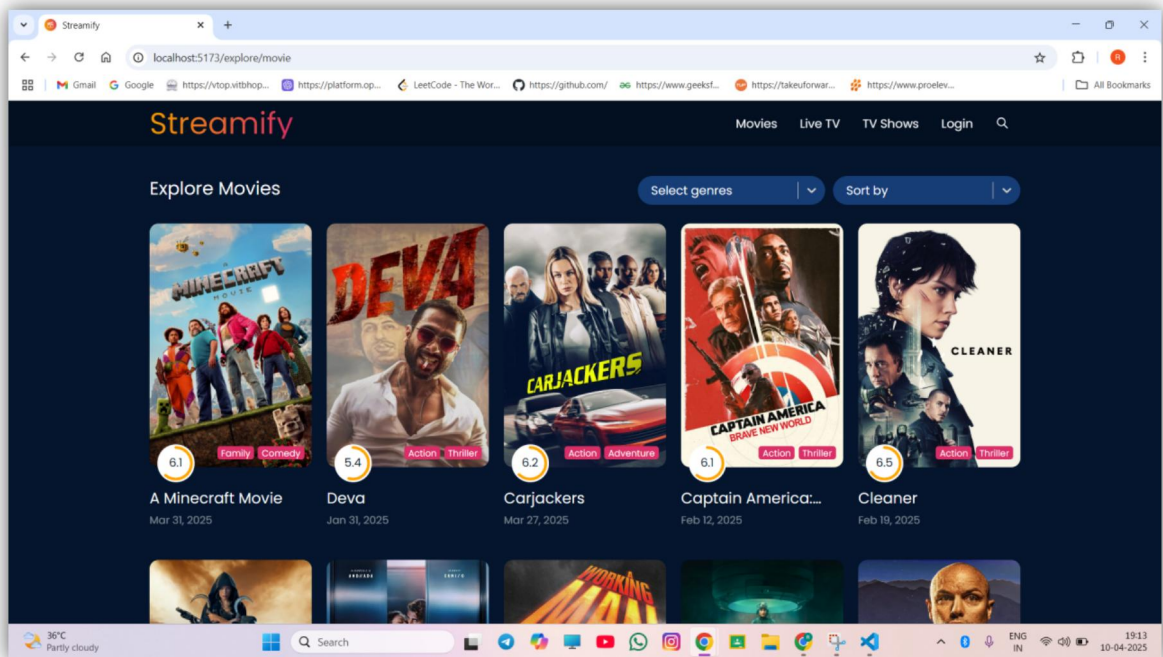 Streamify
localhost:5173/explore/movie
Gmail Google https://vtop.vitbhop... https://platform.op... LeetCode - The Wor... https://github.com/ https://www.geeksf... https://takeuforwar... https://www.proelev... All Bookmarks
R
Streamify
Movies Live TV TV Shows Login
Explore Movies
Select genres
Sort by
MINECRAFT
MOVIE
DEVA
CARJACKERS
CAPTAIN AMERICA
BRAVE NEW WORLD
CLEANER
6.1 Family Comedy
5.4 Action Thriller
6.2 Action Adventure
6.1 Action Thriller
6.5 Action Thriller
A Minecraft Movie
Deva
Carjackers
Captain America:...
Cleaner
Mar 31, 2025
Jan 31, 2025
Mar 27, 2025
Feb 12, 2025
Feb 19, 2025
A
WORKING
MAN
36°C
Partly cloudy
Search
ENG
IN
19:13
10-04-2025